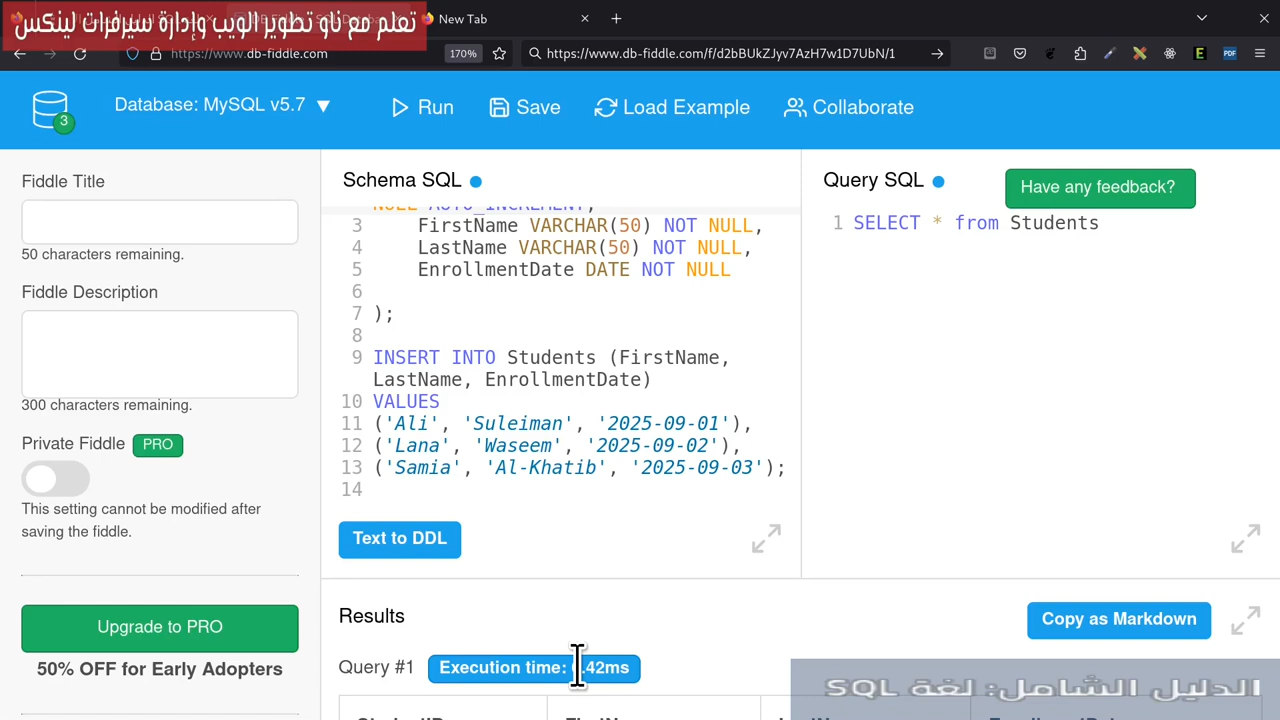 تعلم مع ناو تطوير الويب وإدارة سيرفرات لينكس
New Tab
https://www.db-fiddle.com
170%
https://www.db-fiddle.com/f/d2bBUkZJyv7AzH7w1D7UbN/1
3
Database: MySQL v5.7
Run
Save
Load Example
Collaborate
Fiddle Title
50 characters remaining.
Fiddle Description
300 characters remaining.
Private Fiddle PRO
This setting cannot be modified after
saving the fiddle.
Upgrade to PRO
50% OFF for Early Adopters
Schema SQL
NULL AUTO_INCREMENT,
3 FirstName VARCHAR(50) NOT NULL,
4 LastName VARCHAR(50) NOT NULL,
5 EnrollmentDate DATE NOT NULL
6
7 );
8
9 INSERT INTO Students (FirstName,
LastName, EnrollmentDate)
10 VALUES
11 ('Ali', 'Suleiman', '2025-09-01'),
12 ('Lana', 'Waseem', '2025-09-02'),
13 ('Samia', 'Al-Khatib', '2025-09-03');
14
Text to DDL
Query SQL
Have any feedback?
1 SELECT * from Students
Results
Copy as Markdown
Query #1
Execution time: 0.42ms
الدليل الشامل: لغة SQL